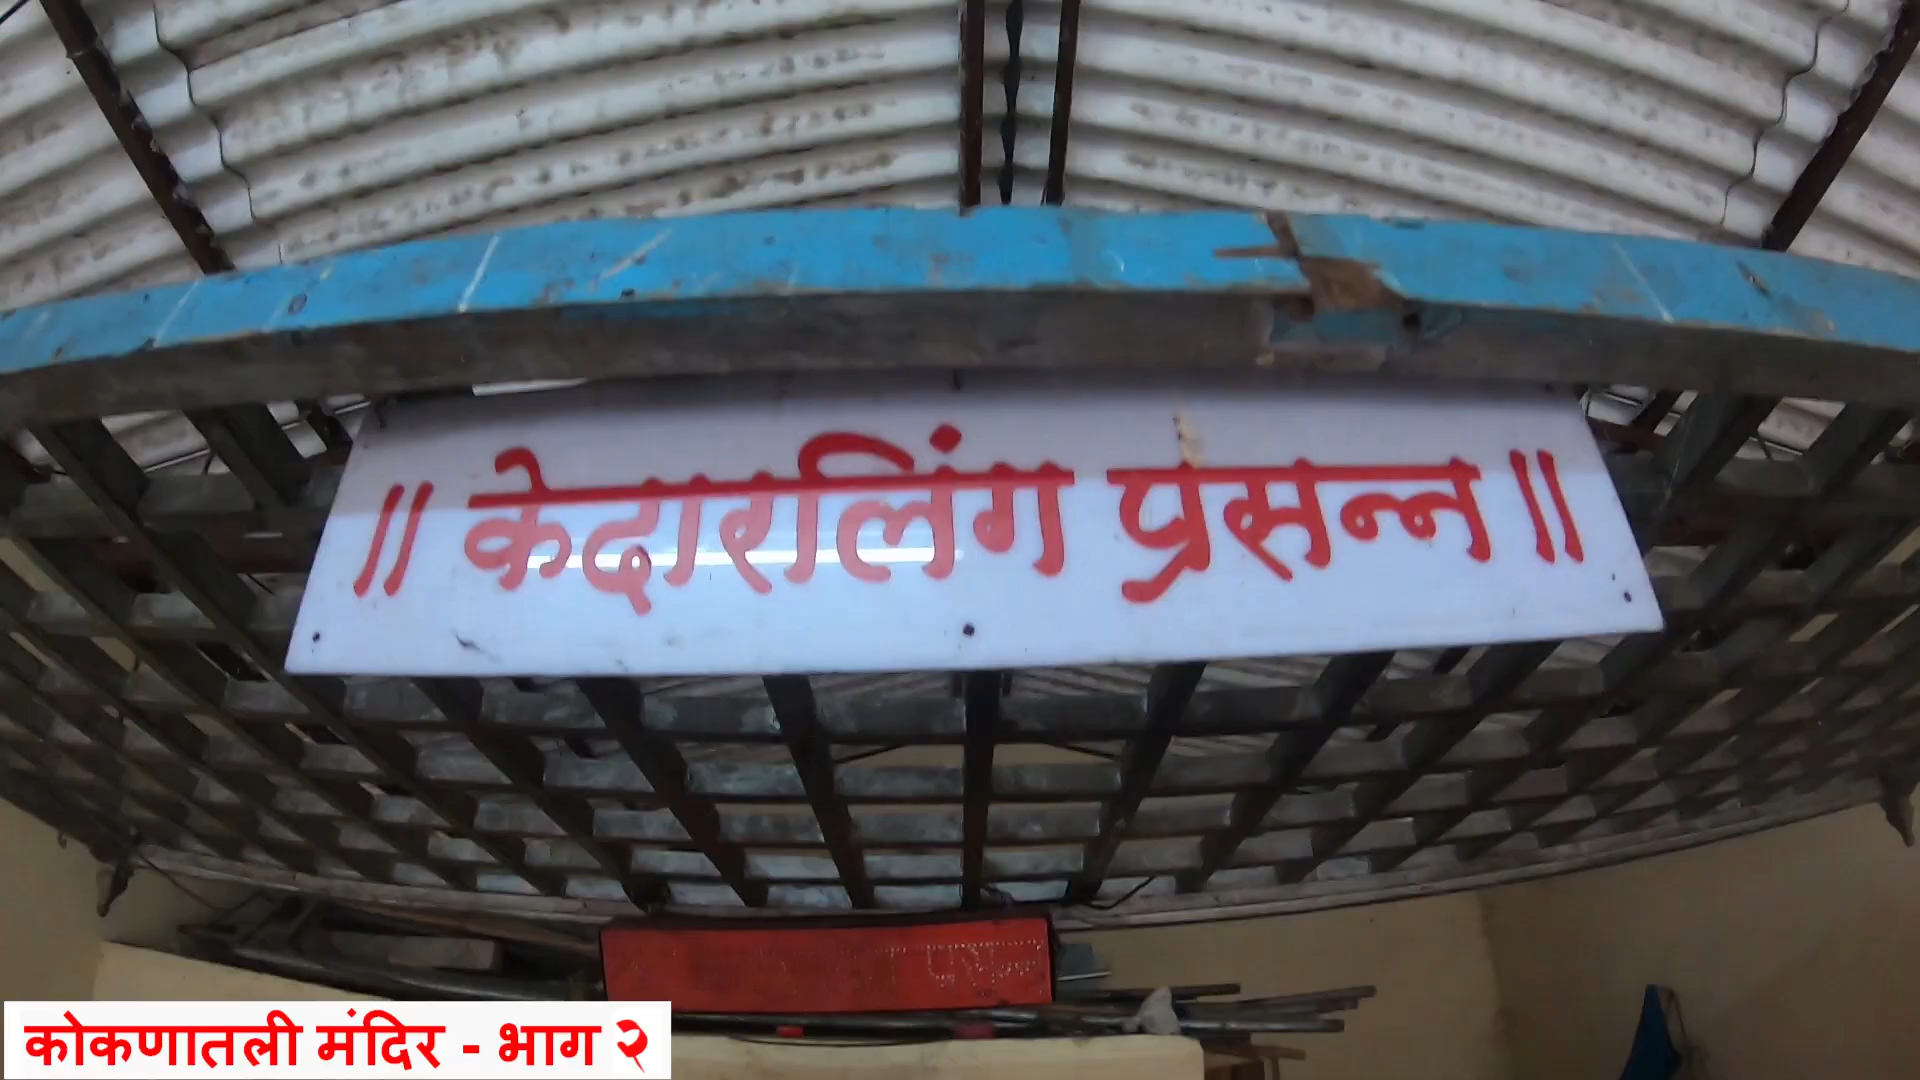 || केदारलिंग प्रसन्न ||
कोकणातली मंदिर - भाग २